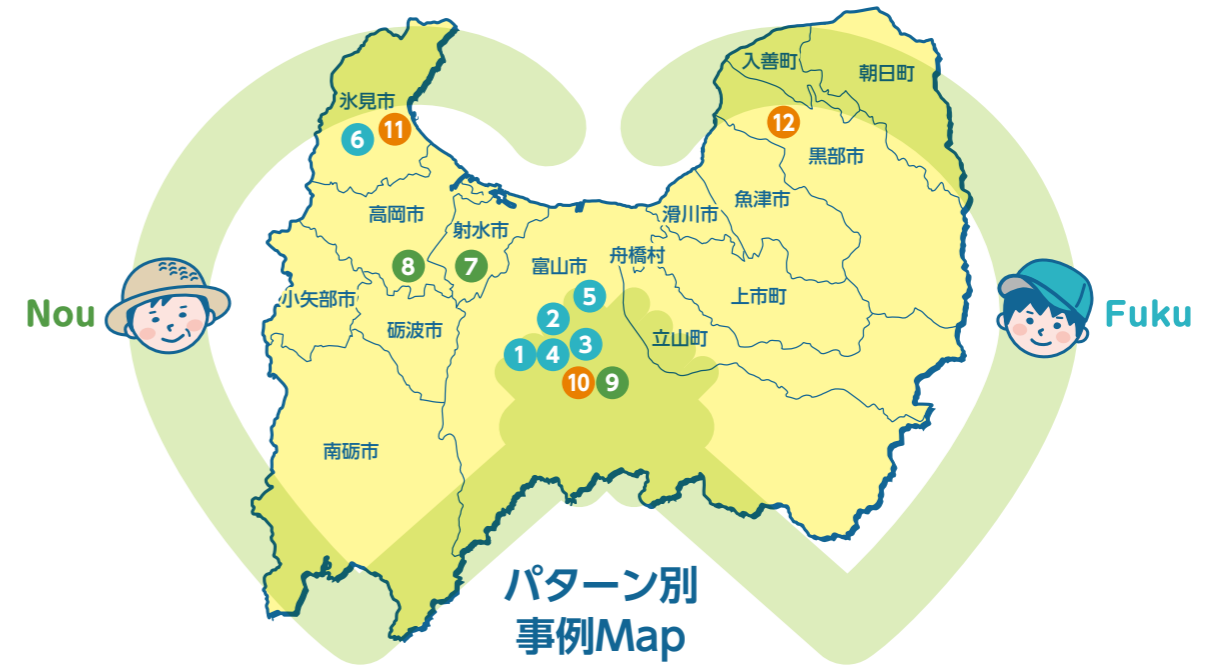 入善町
朝日町
氷見市
6
11
12
黒部市
魚津市
高岡市
滑川市
射水市
舟橋村
富山市
8
7
小矢部市
5
上市町
Nou
Fuku
2
砺波市
立山町
1
4
3
10
9
南砺市
パターン別
事例Map